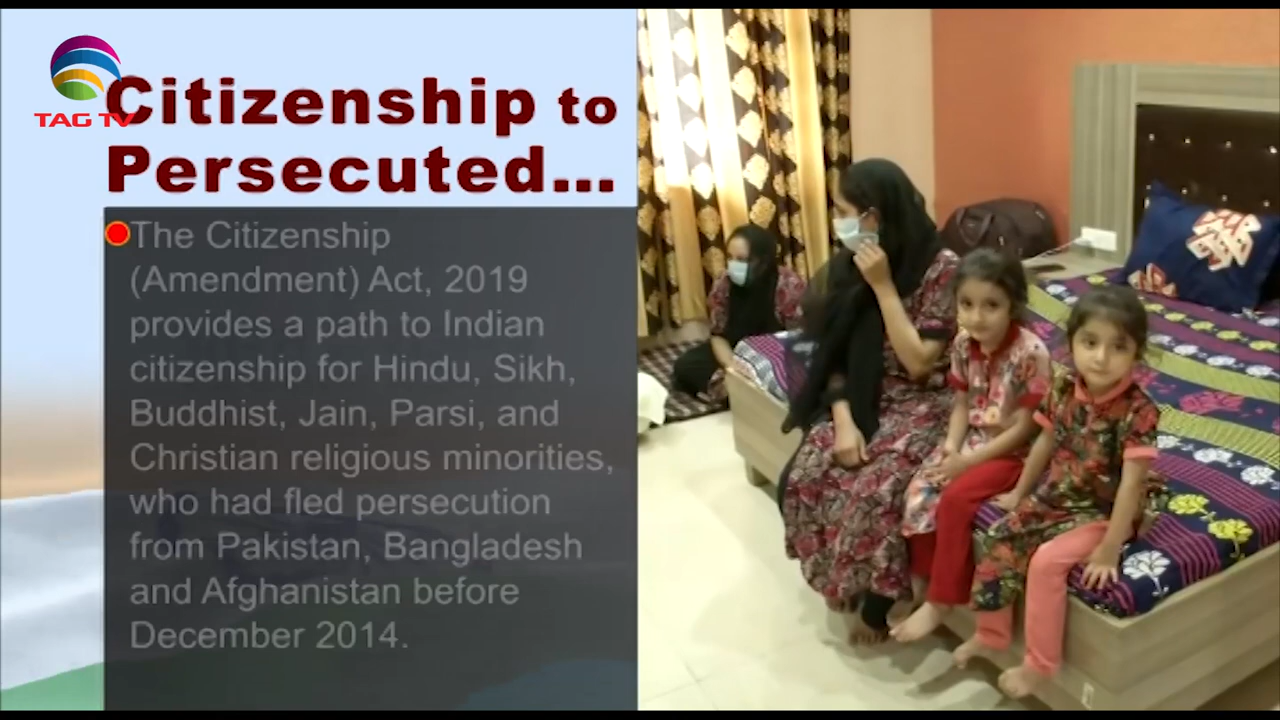 TAG TV
Citizenship to
Persecuted...
The Citizenship
(Amendment) Act, 2019
provides a path to Indian
citizenship for Hindu, Sikh,
Buddhist, Jain, Parsi, and
Christian religious minorities,
who had fled persecution
from Pakistan, Bangladesh
and Afghanistan before
December 2014.